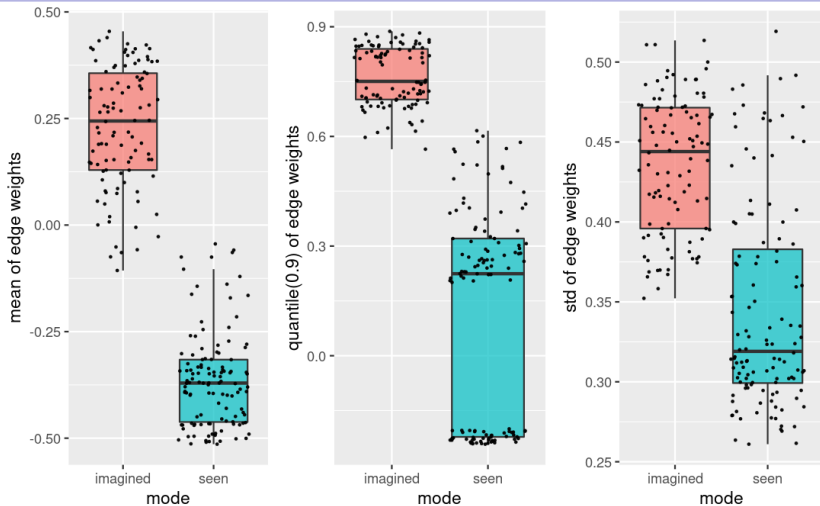 mean of edge weights
0.50
0.25
0.00
-0.25
-0.50
imagined seen
mode
quantile(0.9) of edge weights
0.9
0.6
0.3
0.0
imagined seen
mode
std of edge weights
0.50
0.45
0.40
0.35
0.30
0.25
imagined seen
mode